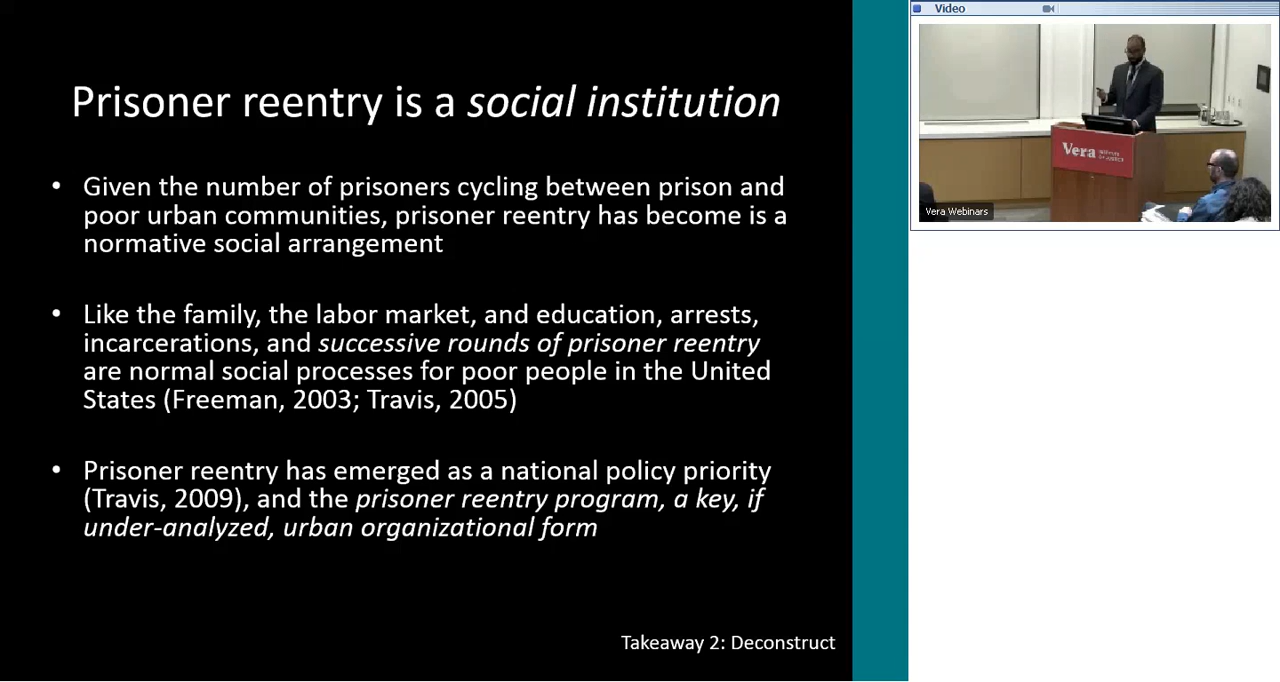 Prisoner reentry is a social institution
• Given the number of prisoners cycling between prison and
poor urban communities, prisoner reentry has become is a
normative social arrangement
• Like the family, the labor market, and education, arrests,
incarcerations, and successive rounds of prisoner reentry
are normal social processes for poor people in the United
States (Freeman, 2003; Travis, 2005)
• Prisoner reentry has emerged as a national policy priority
(Travis, 2009), and the prisoner reentry program, a key, if
under-analyzed, urban organizational form
Takeaway 2: Deconstruct
Video
Vera INSTITUTE
OF JUSTICE
Vera Webinars